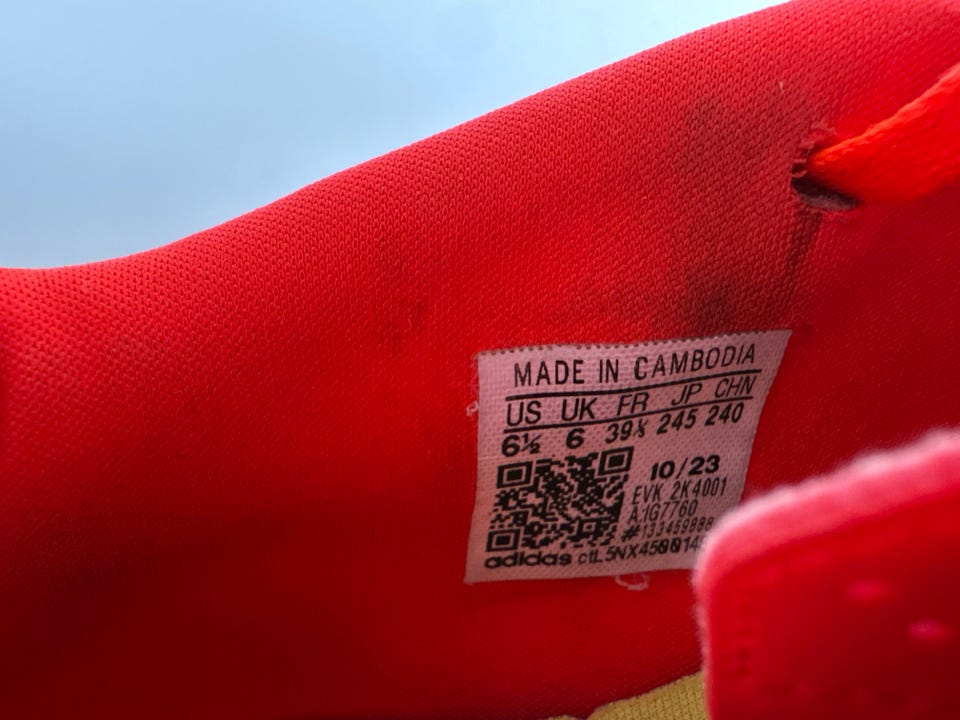 MADE IN CAMBODIA
US UK FR JP CHN
6½ 6 39⅓ 245 240
10/23
EVK 2K4001
A1G7760
adidas